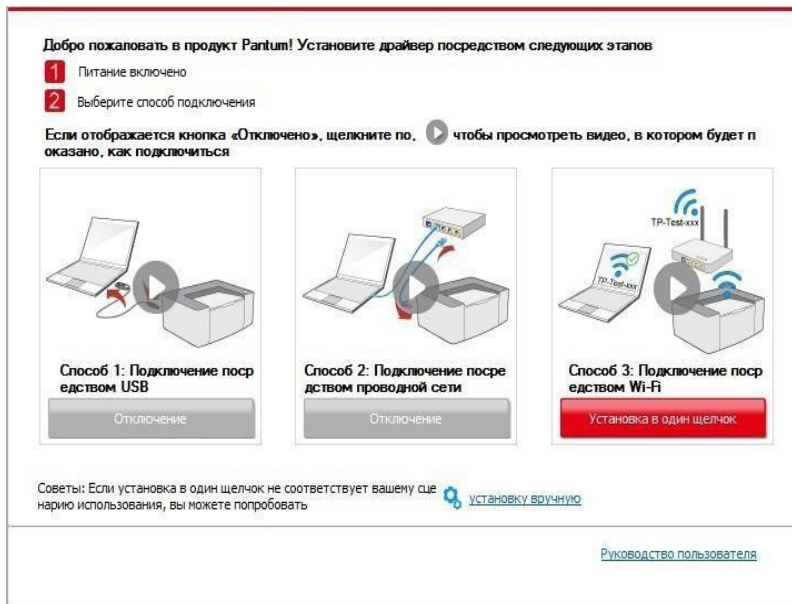 Добро пожаловать в продукт Pantum! Установите драйвер посредством следующих этапов
1 Питание включено
2 Выберите способ подключения
Если отображается кнопка «Отключено», щелкните по, чтобы просмотреть видео, в котором будет п
оказано, как подключиться
TP-Test-xxx
TP-Test-xxx
Способ 1: Подключение поср
едством USB
Отключение
Способ 2: Подключение посре
дством проводной сети
Отключение
Способ 3: Подключение поср
едством Wi-Fi
Установка в один щелчок
Советы: Если установка в один щелчок не соответствует вашему сце
нарию использования, вы можете попробовать
установку вручную
Руководство пользователя